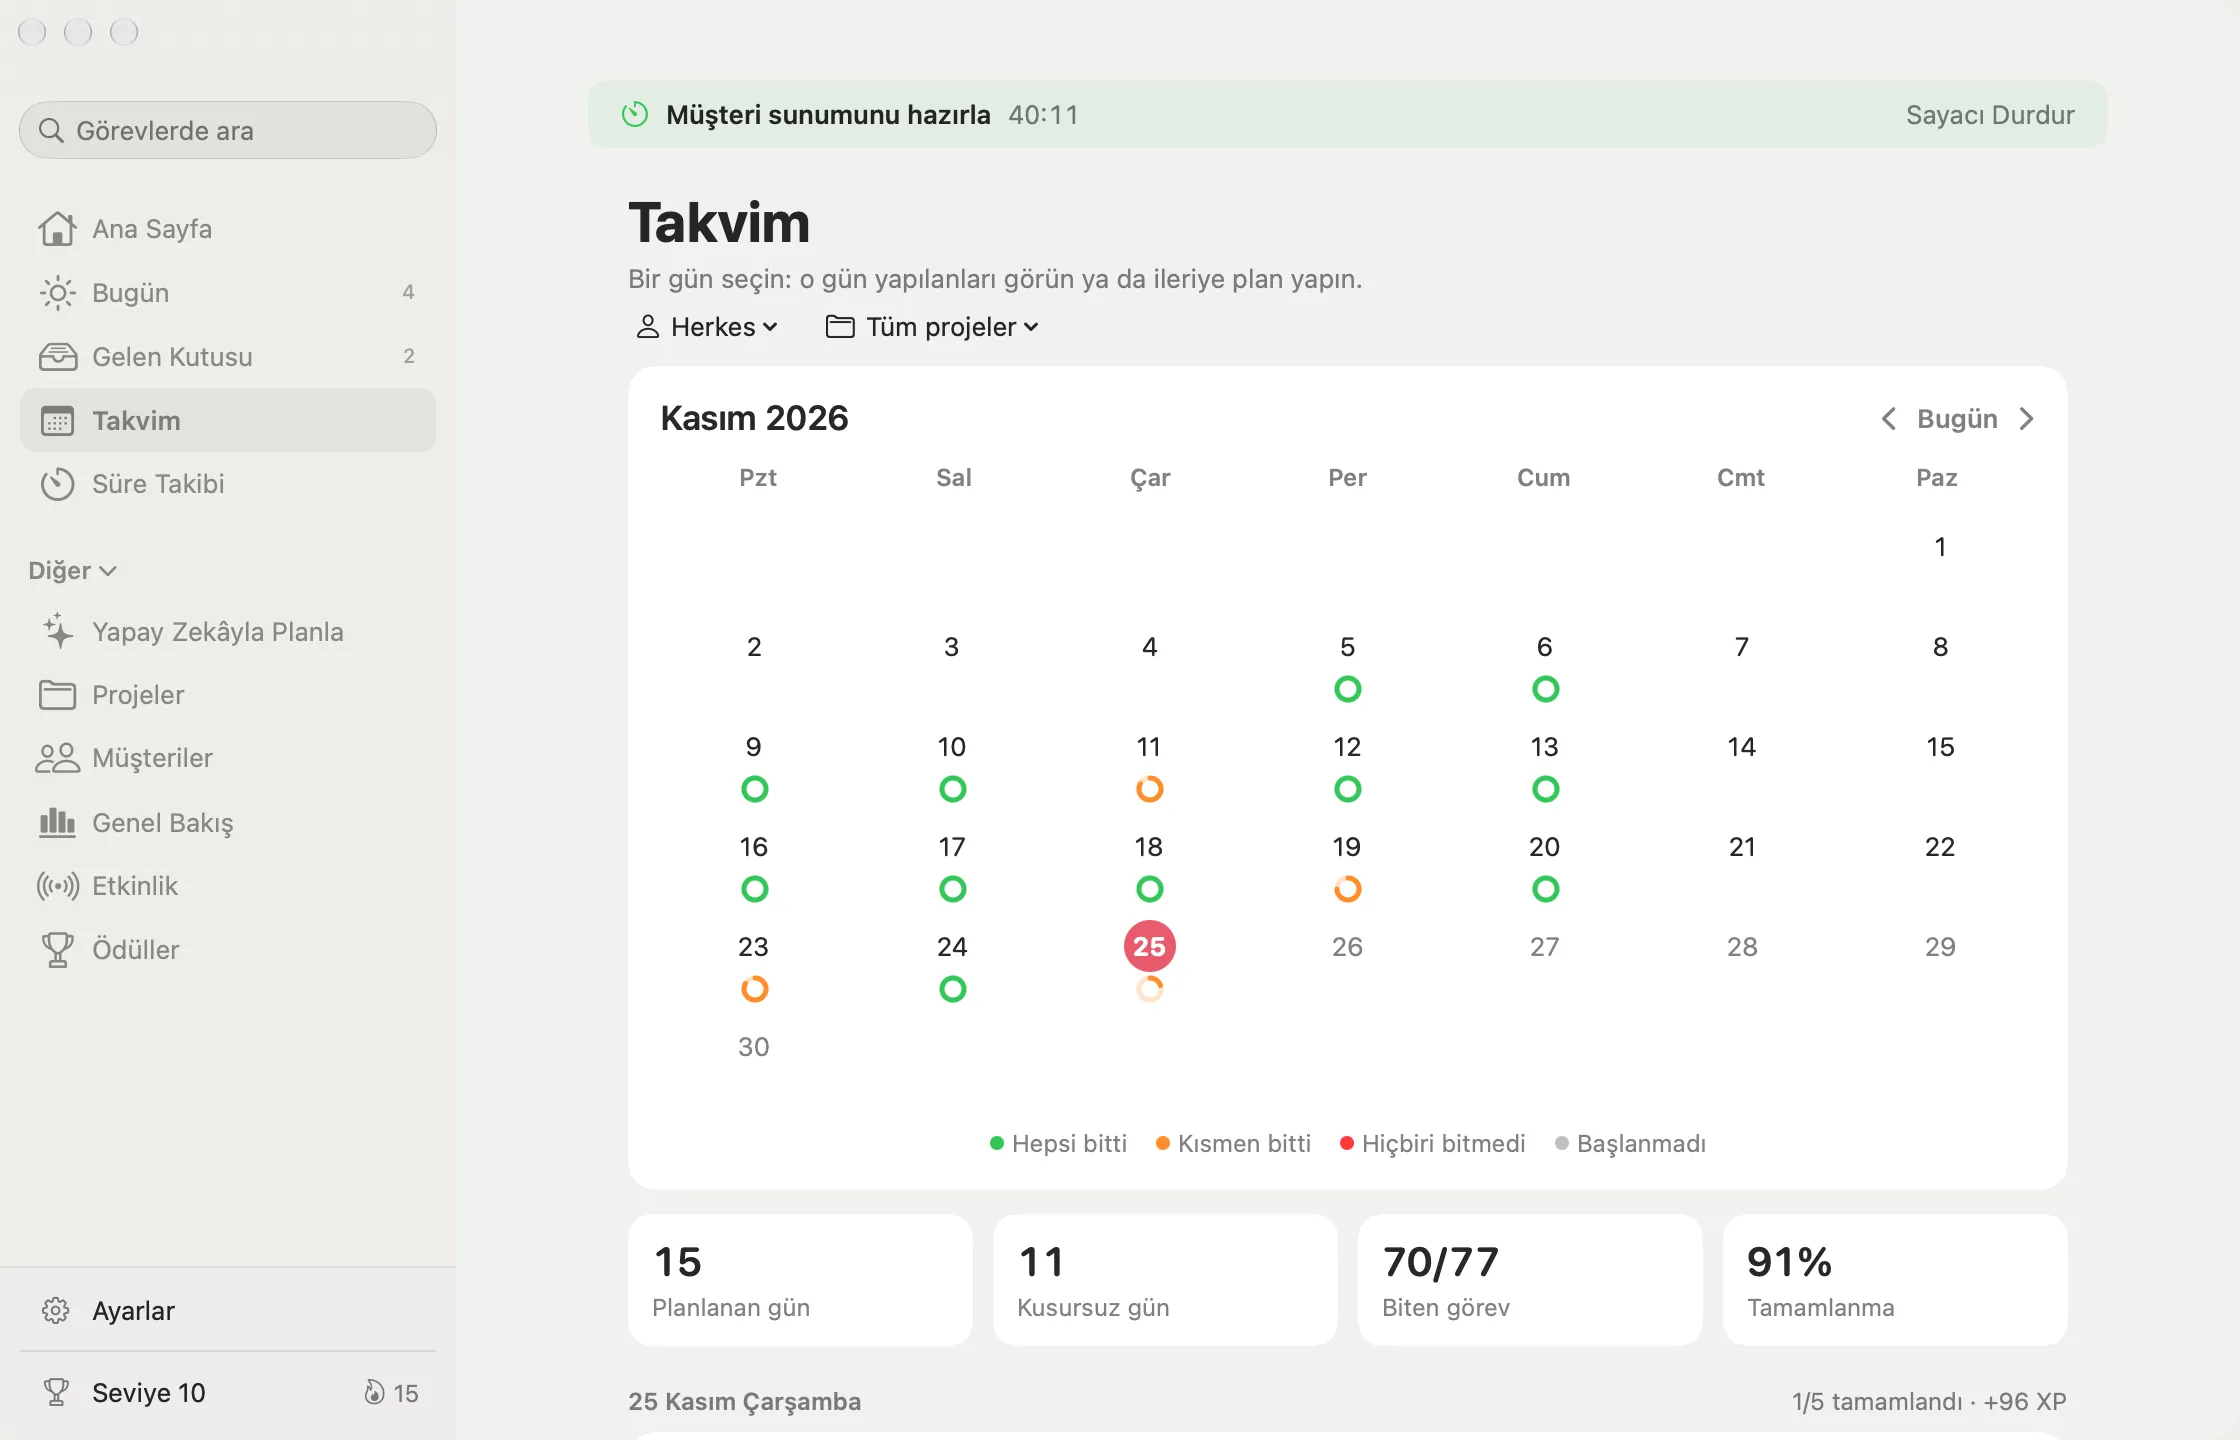 Görevlerde ara
Ana Sayfa
Bugün 4
Gelen Kutusu 2
Takvim
Süre Takibi
Diğer
Yapay Zekâyla Planla
Projeler
Müşteriler
Genel Bakış
Etkinlik
Ödüller
Ayarlar
Seviye 10 15
Müşteri sunumunu hazırla 40:11 Sayacı Durdur
Takvim
Bir gün seçin: o gün yapılanları görün ya da ileriye plan yapın.
Herkes Tüm projeler
Kasım 2026 Bugün
Pzt Sal Çar Per Cum Cmt Paz
1
2 3 4 5 6 7 8
9 10 11 12 13 14 15
16 17 18 19 20 21 22
23 24 25 26 27 28 29
30
Hepsi bitti Kısmen bitti Hiçbiri bitmedi Başlanmadı
15 11 70/77 91%
Planlanan gün Kusursuz gün Biten görev Tamamlanma
25 Kasım Çarşamba 1/5 tamamlandı · +96 XP